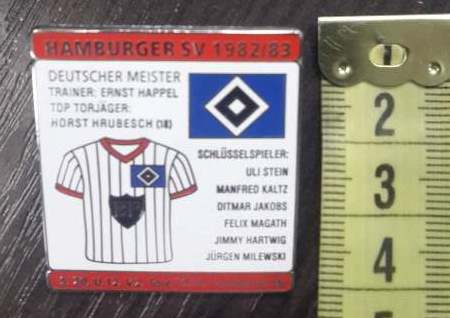 HAMBURGER SV 1982/83
DEUTSCHER MEISTER
TRAINER: ERNST HAPPEL
TOP TORJÄGER:
HORST HRUBESCH (18)
SCHLÜSSELSPIELER:
ULI STEIN
MANFRED KALTZ
DITMAR JAKOBS
FELIX MAGATH
JIMMY HARTWIG
JÜRGEN MILEWSKI
2
3
4